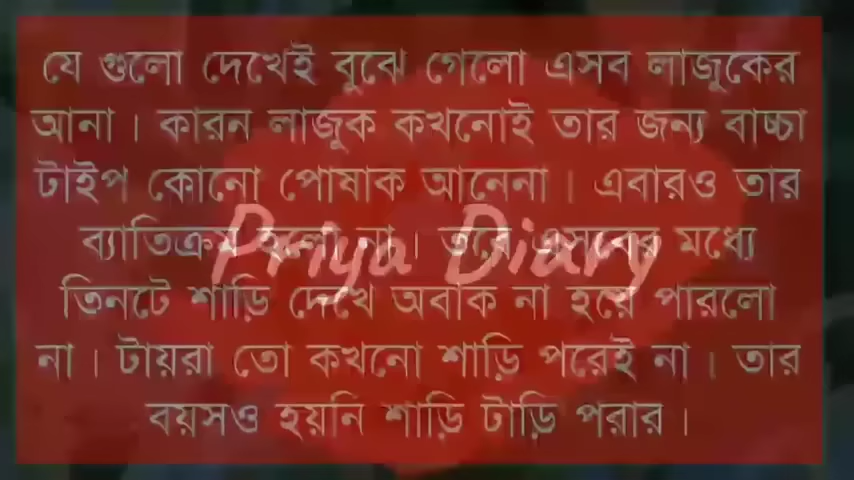 যে গুলো দেখেই বুঝে গেলো এসব লাজুকের
আনা। কারন লাজুক কখনোই তার জন্য বাচ্চা
টাইপ কোনো পোষাক আনেনা। এবারও তার
ব্যাতিক্রম হলো না। তবে এসবের মধ্যে
Priya Diary
তিনটে শাড়ি দেখে অবাক না হয়ে পারলো
না। টায়রা তো কখনো শাড়ি পরেই না। তার
বয়সও হয়নি শাড়ি টাড়ি পরার।